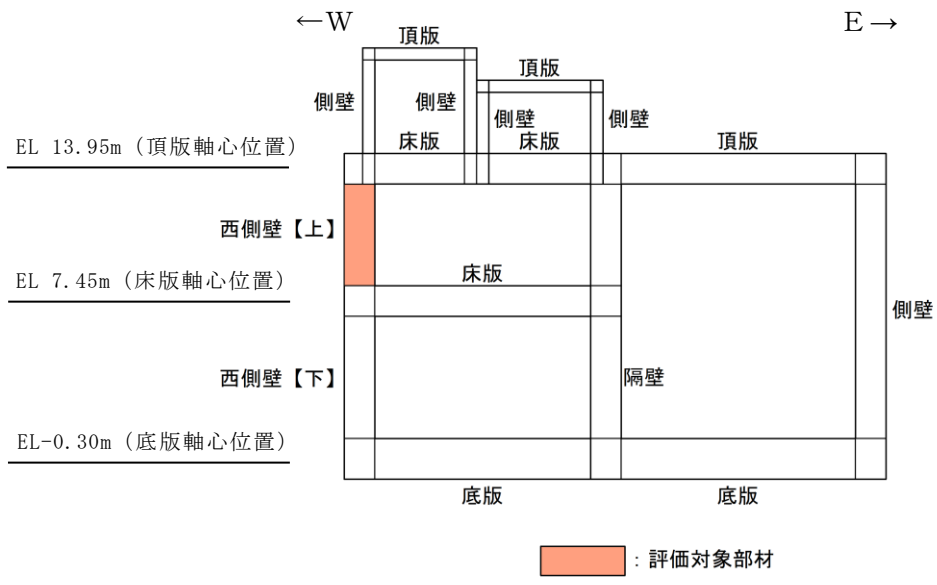 ←W
E→
頂版
頂版
側壁
側壁
側壁
側壁
EL 13.95m (頂版軸心位置)
床版
床版
頂版
西側壁【上】
EL 7.45m (床版軸心位置)
床版
側壁
西側壁【下】
隔壁
EL-0.30m (底版軸心位置)
底版
底版
：評価対象部材